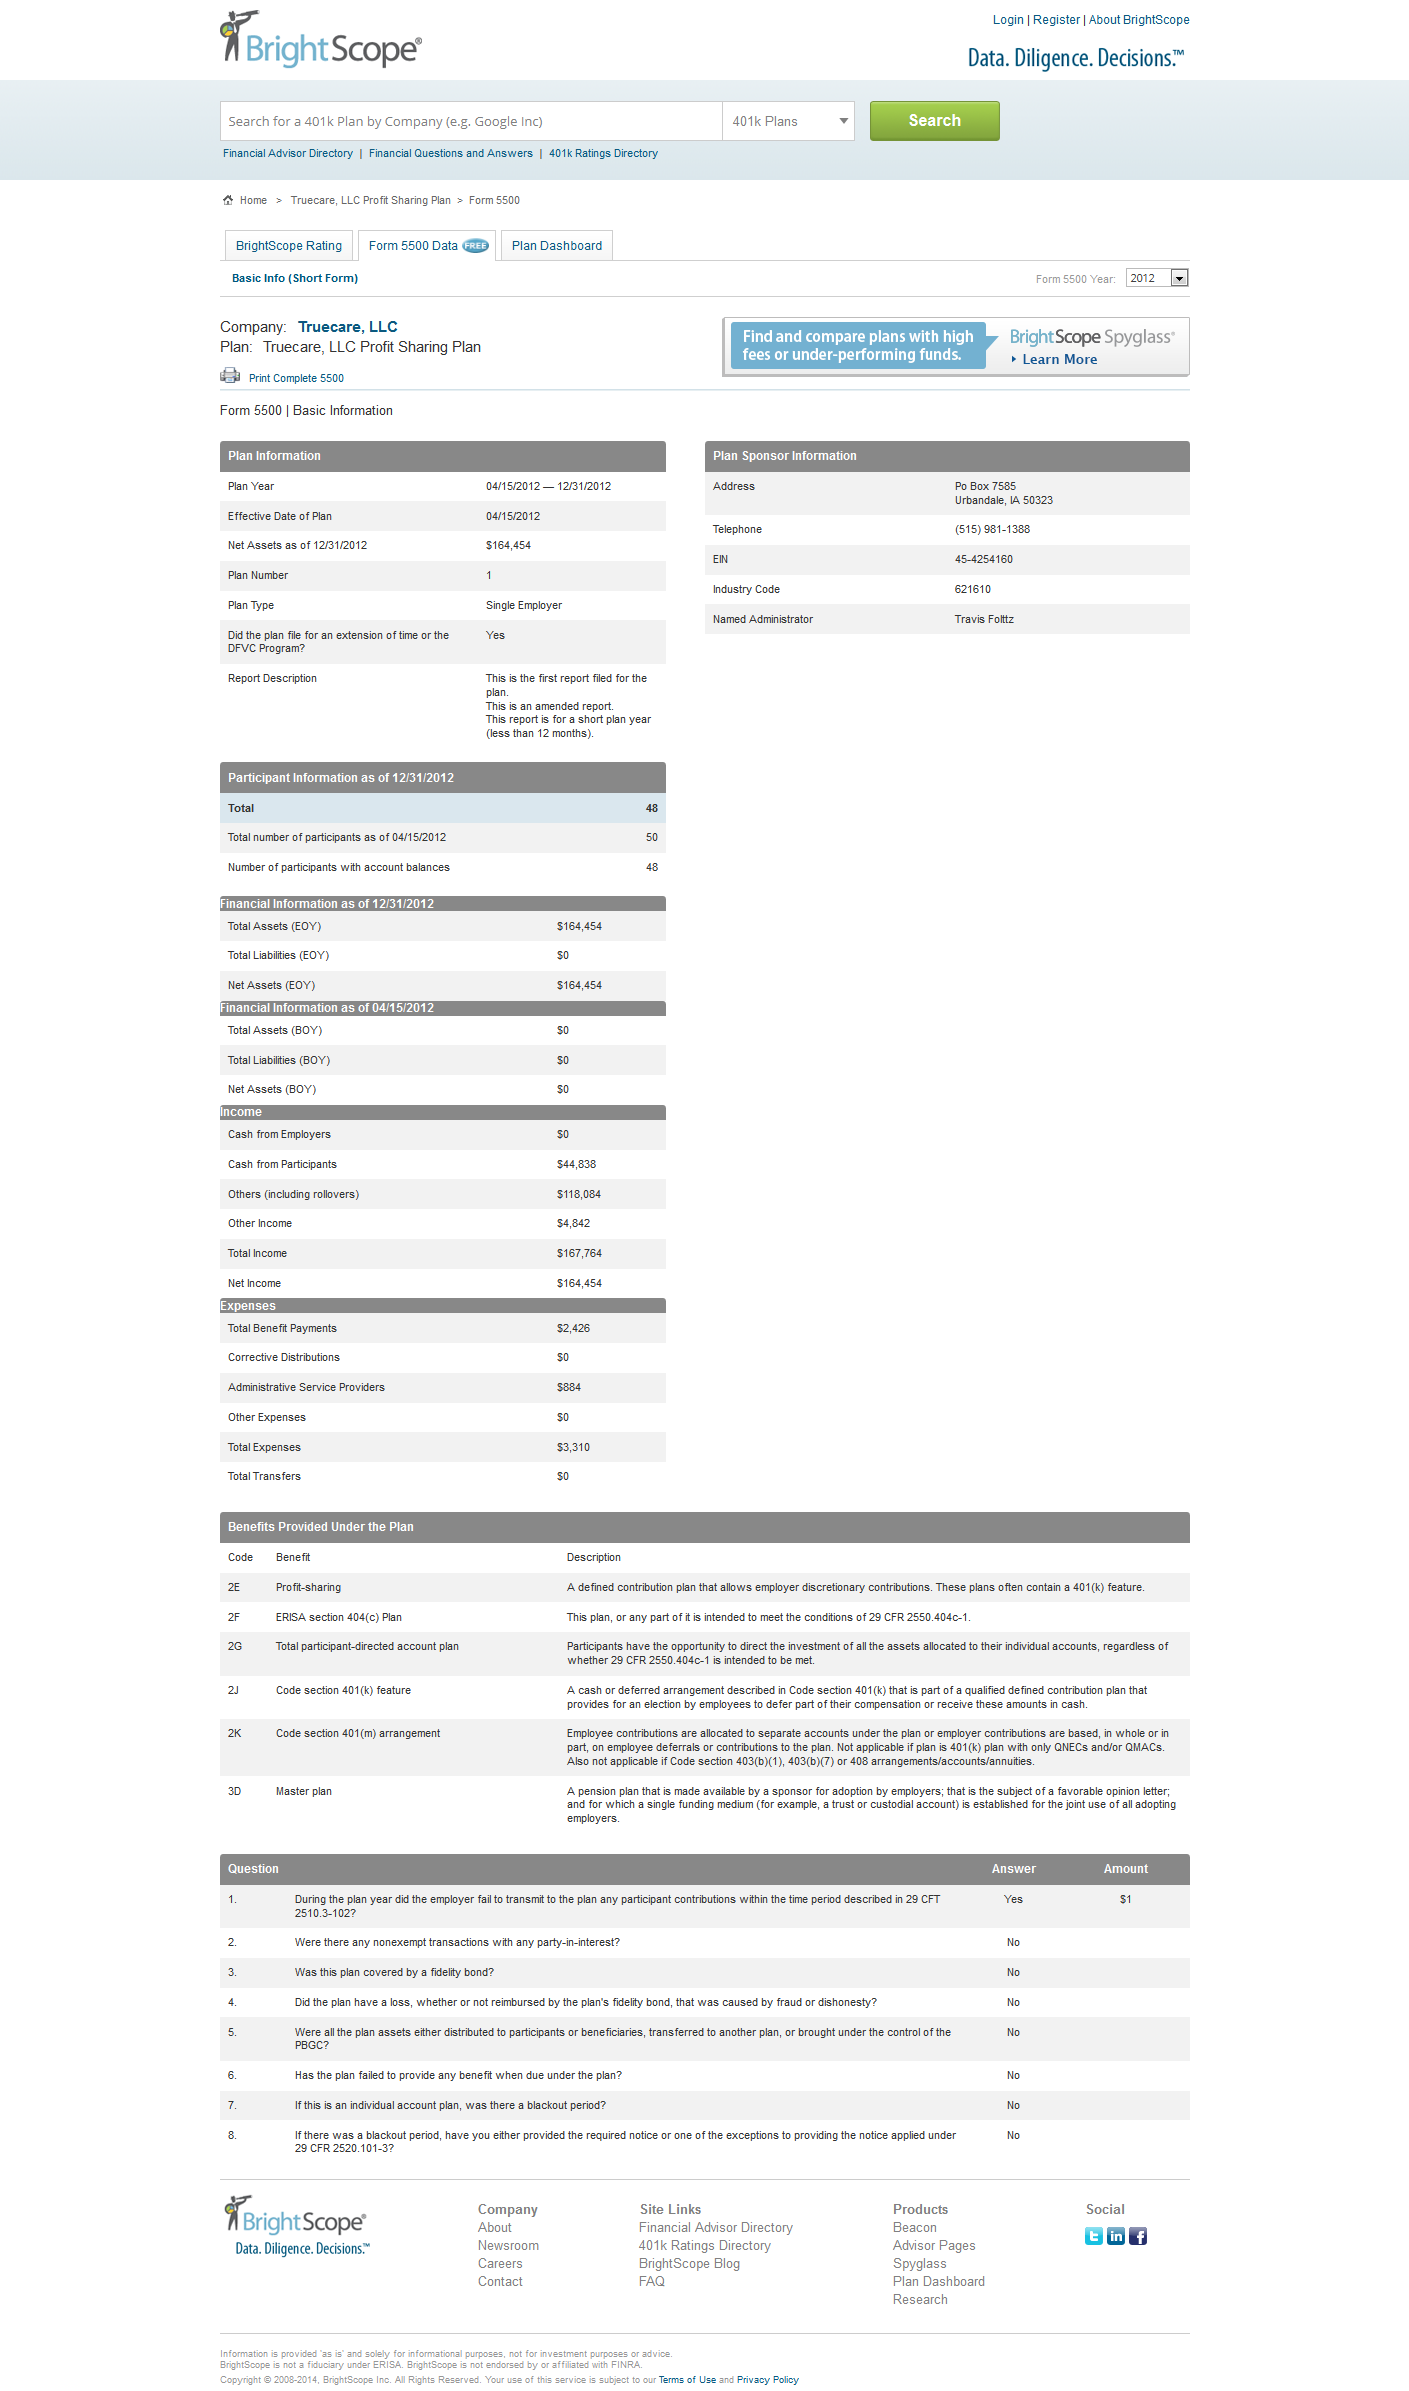 BrightScope®
Login | Register | About BrightScope
Data. Diligence. Decisions.™
Search for a 401k Plan by Company (e.g. Google Inc)
401k Plans
Search
Financial Advisor Directory | Financial Questions and Answers | 401k Ratings Directory
Home > Truecare, LLC Profit Sharing Plan > Form 5500
BrightScope Rating
Form 5500 Data FREE
Plan Dashboard
Basic Info (Short Form)
Form 5500 Year: 2012
Company: Truecare, LLC
Plan: Truecare, LLC Profit Sharing Plan
Print Complete 5500
Find and compare plans with high
fees or under-performing funds.
BrightScope Spyglass®
Learn More
Form 5500 | Basic Information
Plan Information
Plan Year 04/15/2012 — 12/31/2012
Effective Date of Plan 04/15/2012
Net Assets as of 12/31/2012 $164,454
Plan Number 1
Plan Type Single Employer
Did the plan file for an extension of time or the Yes
DFVC Program?
Report Description This is the first report filed for the
plan.
This is an amended report.
This report is for a short plan year
(less than 12 months).
Plan Sponsor Information
Address Po Box 7585
Urbandale, IA 50323
Telephone (515) 981-1388
EIN 45-4254160
Industry Code 621610
Named Administrator Travis Folttz
Participant Information as of 12/31/2012
Total 48
Total number of participants as of 04/15/2012 50
Number of participants with account balances 48
Financial Information as of 12/31/2012
Total Assets (EOY) $164,454
Total Liabilities (EOY) $0
Net Assets (EOY) $164,454
Financial Information as of 04/15/2012
Total Assets (BOY) $0
Total Liabilities (BOY) $0
Net Assets (BOY) $0
Income
Cash from Employers $0
Cash from Participants $44,838
Others (including rollovers) $118,084
Other Income $4,842
Total Income $167,764
Net Income $164,454
Expenses
Total Benefit Payments $2,426
Corrective Distributions $0
Administrative Service Providers $884
Other Expenses $0
Total Expenses $3,310
Total Transfers $0
Benefits Provided Under the Plan
Code Benefit Description
2E Profit-sharing A defined contribution plan that allows employer discretionary contributions. These plans often contain a 401(k) feature.
2F ERISA section 404(c) Plan This plan, or any part of it is intended to meet the conditions of 29 CFR 2550.404c-1.
2G Total participant-directed account plan Participants have the opportunity to direct the investment of all the assets allocated to their individual accounts, regardless of
whether 29 CFR 2550.404c-1 is intended to be met.
2J Code section 401(k) feature A cash or deferred arrangement described in Code section 401(k) that is part of a qualified defined contribution plan that
provides for an election by employees to defer part of their compensation or receive these amounts in cash.
2K Code section 401(m) arrangement Employee contributions are allocated to separate accounts under the plan or employer contributions are based, in whole or in
part, on employee deferrals or contributions to the plan. Not applicable if plan is 401(k) plan with only QNECs and/or QMACs.
Also not applicable if Code section 403(b)(1), 403(b)(7) or 408 arrangements/accounts/annuities.
3D Master plan A pension plan that is made available by a sponsor for adoption by employers; that is the subject of a favorable opinion letter;
and for which a single funding medium (for example, a trust or custodial account) is established for the joint use of all adopting
employers.
Question Answer Amount
1. During the plan year did the employer fail to transmit to the plan any participant contributions within the time period described in 29 CFT Yes $1
2510.3-102?
2. Were there any nonexempt transactions with any party-in-interest? No
3. Was this plan covered by a fidelity bond? No
4. Did the plan have a loss, whether or not reimbursed by the plan's fidelity bond, that was caused by fraud or dishonesty? No
5. Were all the plan assets either distributed to participants or beneficiaries, transferred to another plan, or brought under the control of the No
PBGC?
6. Has the plan failed to provide any benefit when due under the plan? No
7. If this is an individual account plan, was there a blackout period? No
8. If there was a blackout period, have you either provided the required notice or one of the exceptions to providing the notice applied under No
29 CFR 2520.101-3?
BrightScope®
Data. Diligence. Decisions.™
Company
About
Newsroom
Careers
Contact
Site Links
Financial Advisor Directory
401k Ratings Directory
BrightScope Blog
FAQ
Products
Beacon
Advisor Pages
Spyglass
Plan Dashboard
Research
Social
Information is provided 'as is' and solely for informational purposes, not for investment purposes or advice.
BrightScope is not a fiduciary under ERISA. BrightScope is not endorsed by or affiliated with FINRA.
Copyright © 2008-2014, BrightScope Inc. All Rights Reserved. Your use of this service is subject to our Terms of Use and Privacy Policy